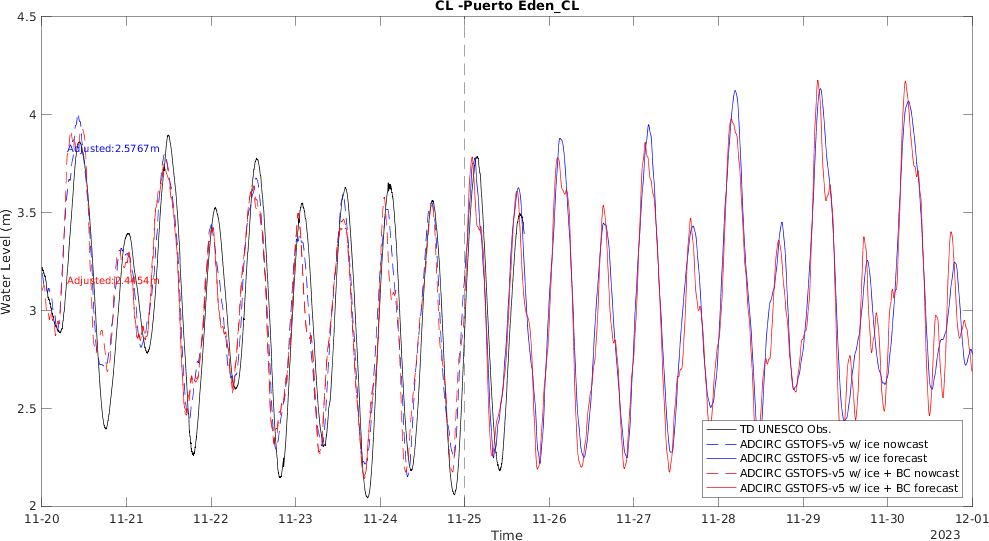 CL -Puerto Eden_CL
4.5
4
3.5
3
2.5
2
Water Level (m)
Adjusted:2.5767m
Adjusted:2.4454m
TD UNESCO Obs.
ADCIRC GSTOFS-v5 w/ ice nowcast
ADCIRC GSTOFS-v5 w/ ice forecast
ADCIRC GSTOFS-v5 w/ ice + BC nowcast
ADCIRC GSTOFS-v5 w/ ice + BC forecast
11-20 11-21 11-22 11-23 11-24 11-25 11-26 11-27 11-28 11-29 11-30 12-01
Time
2023